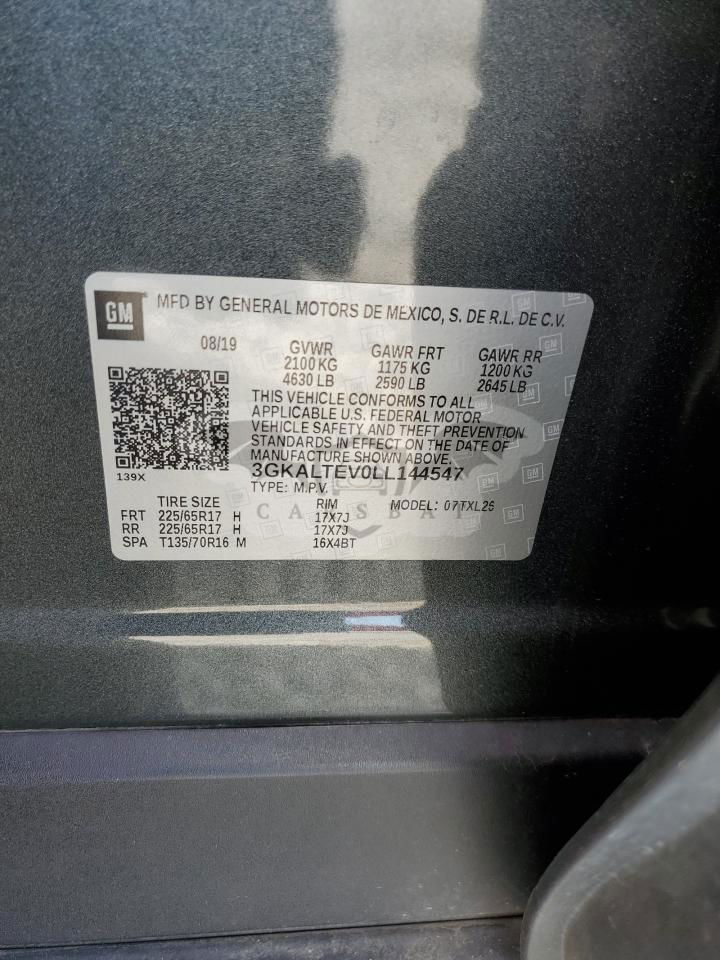 GM MFD BY GENERAL MOTORS DE MEXICO, S. DE R.L. DE C.V.
08/19 GVWR GAWR FRT GAWR RR
2100 KG 1175 KG 1200 KG
4630 LB 2590 LB 2645 LB
THIS VEHICLE CONFORMS TO ALL
APPLICABLE U.S. FEDERAL MOTOR
VEHICLE SAFETY AND THEFT PREVENTION
STANDARDS IN EFFECT ON THE DATE OF
MANUFACTURE SHOWN ABOVE.
3GKALTEV0LL144547
139X TYPE: M.P.V.
TIRE SIZE RIM MODEL: 07TXL26
FRT 225/65R17 H 17X7J
RR 225/65R17 H 17X7J
SPA T135/70R16 M 16X4BT